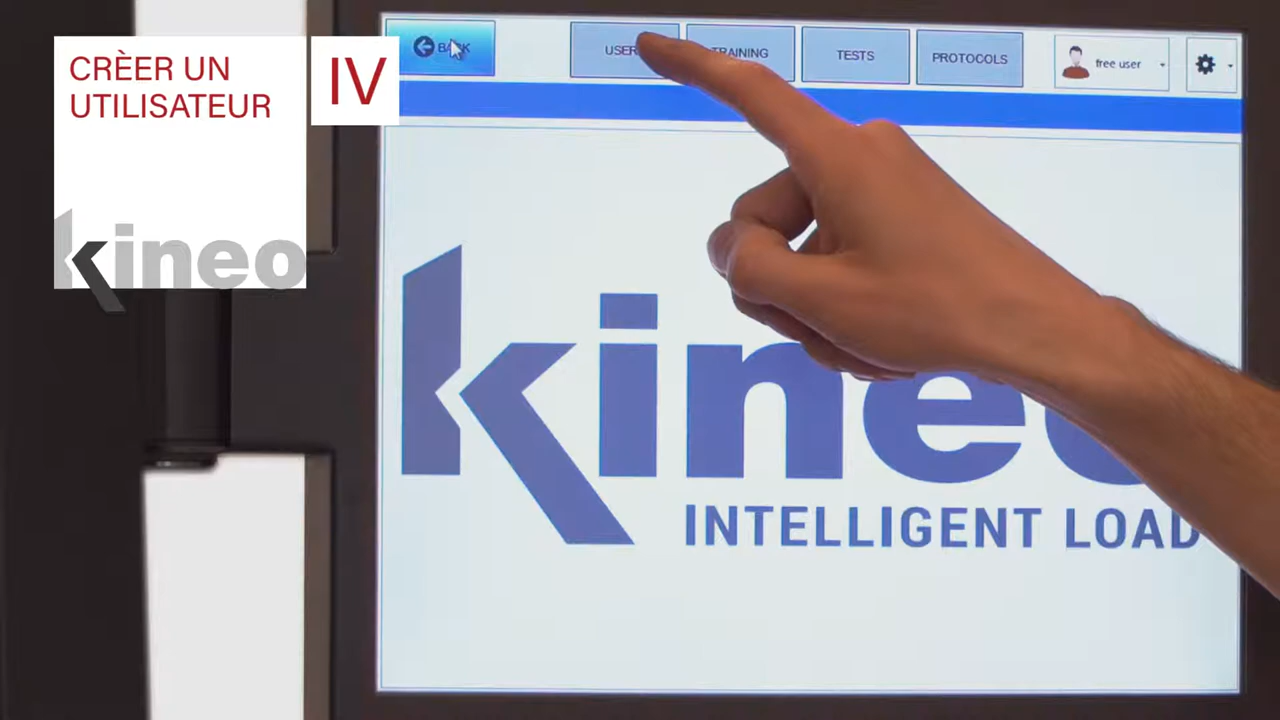 CRÈER UN
UTILISATEUR
IV
kineo
BACK
USER
TRAINING
TESTS
PROTOCOLS
free user
kineo
INTELLIGENT LOAD